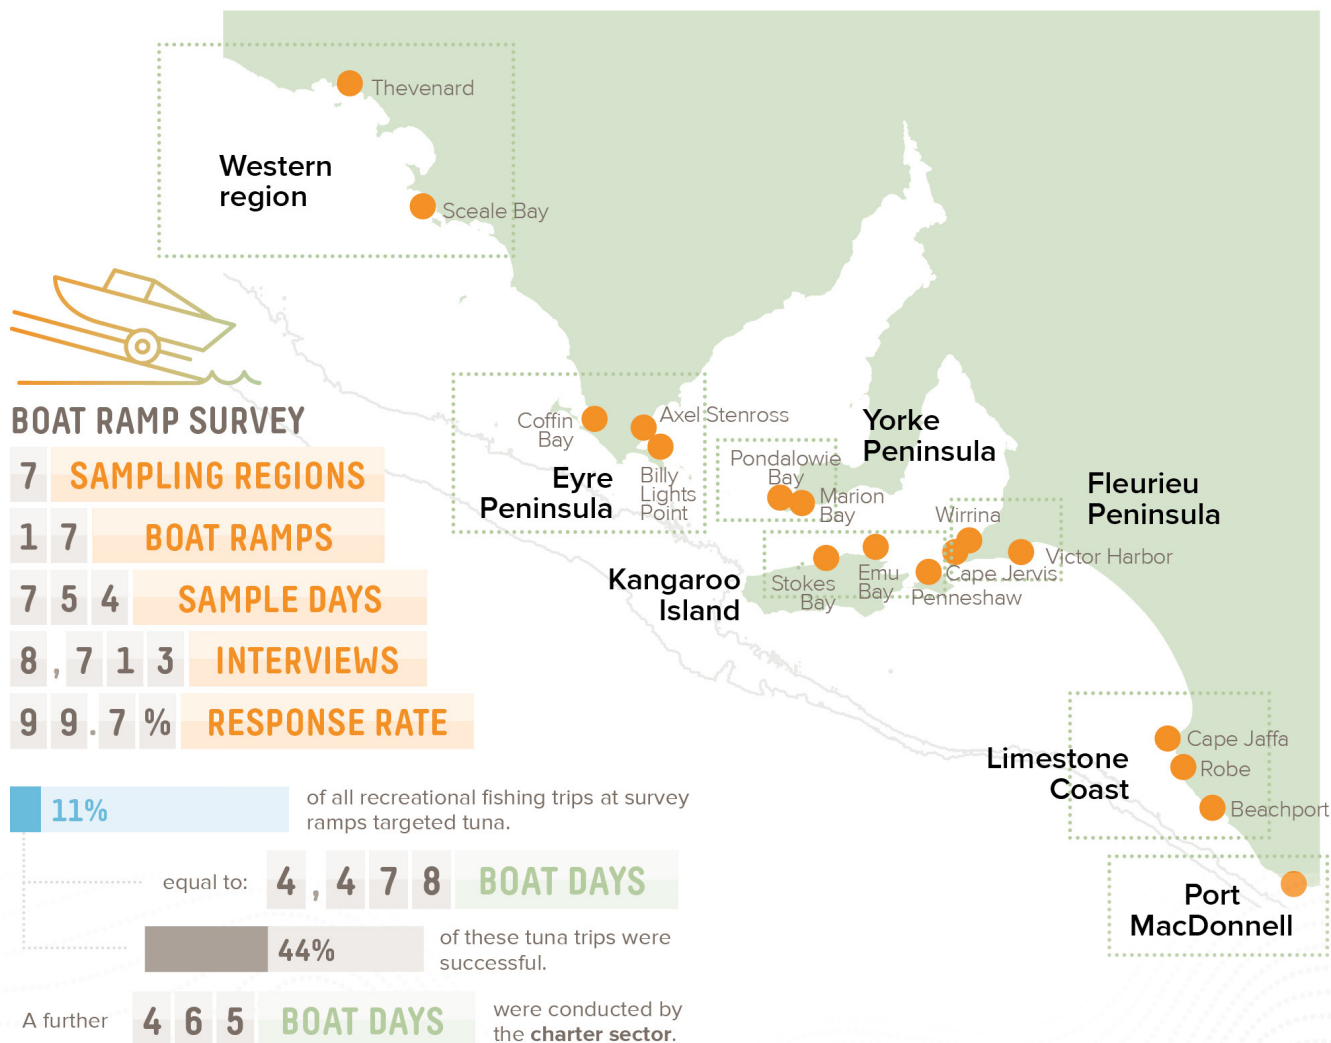 Thevenard
Western
region
Sceale Bay
Coffin
Bay
Axel Stenross
Billy
Lights
Point
Eyre
Peninsula
Yorke
Peninsula
Pondalowie
Bay
Marion
Bay
Fleurieu
Peninsula
Wirrina
Victor Harbor
Cape Jervis
Kangaroo
Island
Stokes
Bay
Emu
Bay
Penneshaw
Limestone
Coast
Cape Jaffa
Robe
Beachport
Port
MacDonnell
BOAT RAMP SURVEY
7 SAMPLING REGIONS
17 BOAT RAMPS
754 SAMPLE DAYS
8,713 INTERVIEWS
99.7% RESPONSE RATE
11% of all recreational fishing trips at survey
ramps targeted tuna.
equal to: 4,478 BOAT DAYS
44% of these tuna trips were
successful.
A further 465 BOAT DAYS were conducted by
the charter sector.